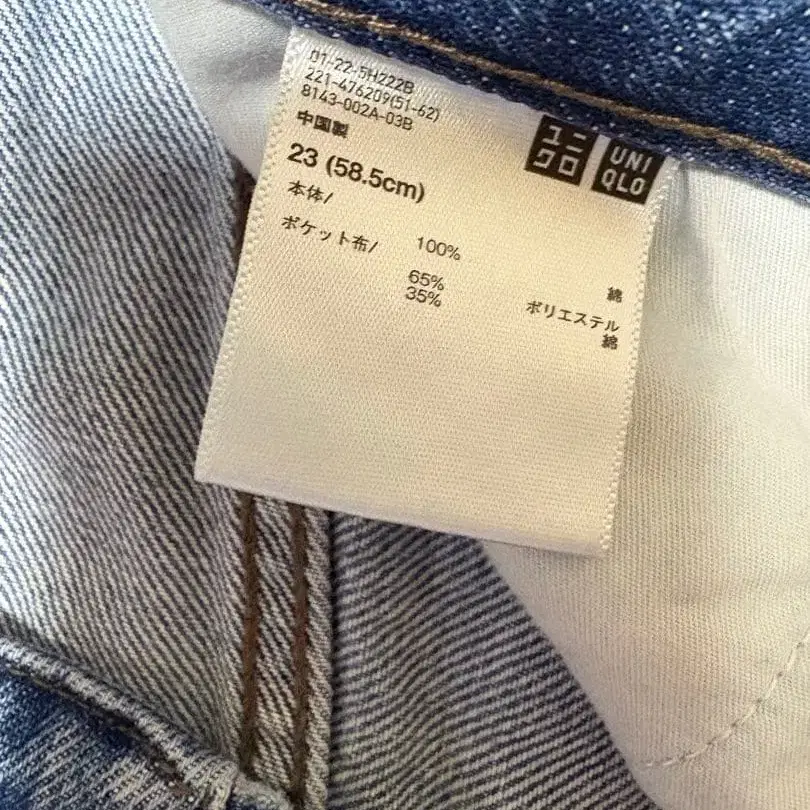 01-22-5H222B
221-476209(51-62)
8143-002A-03B
中国製
23 (58.5cm)
本体/
100% 綿
ポケット布/
65% ポリエステル
35% 綿
ユニ
クロ
UNI
QLO